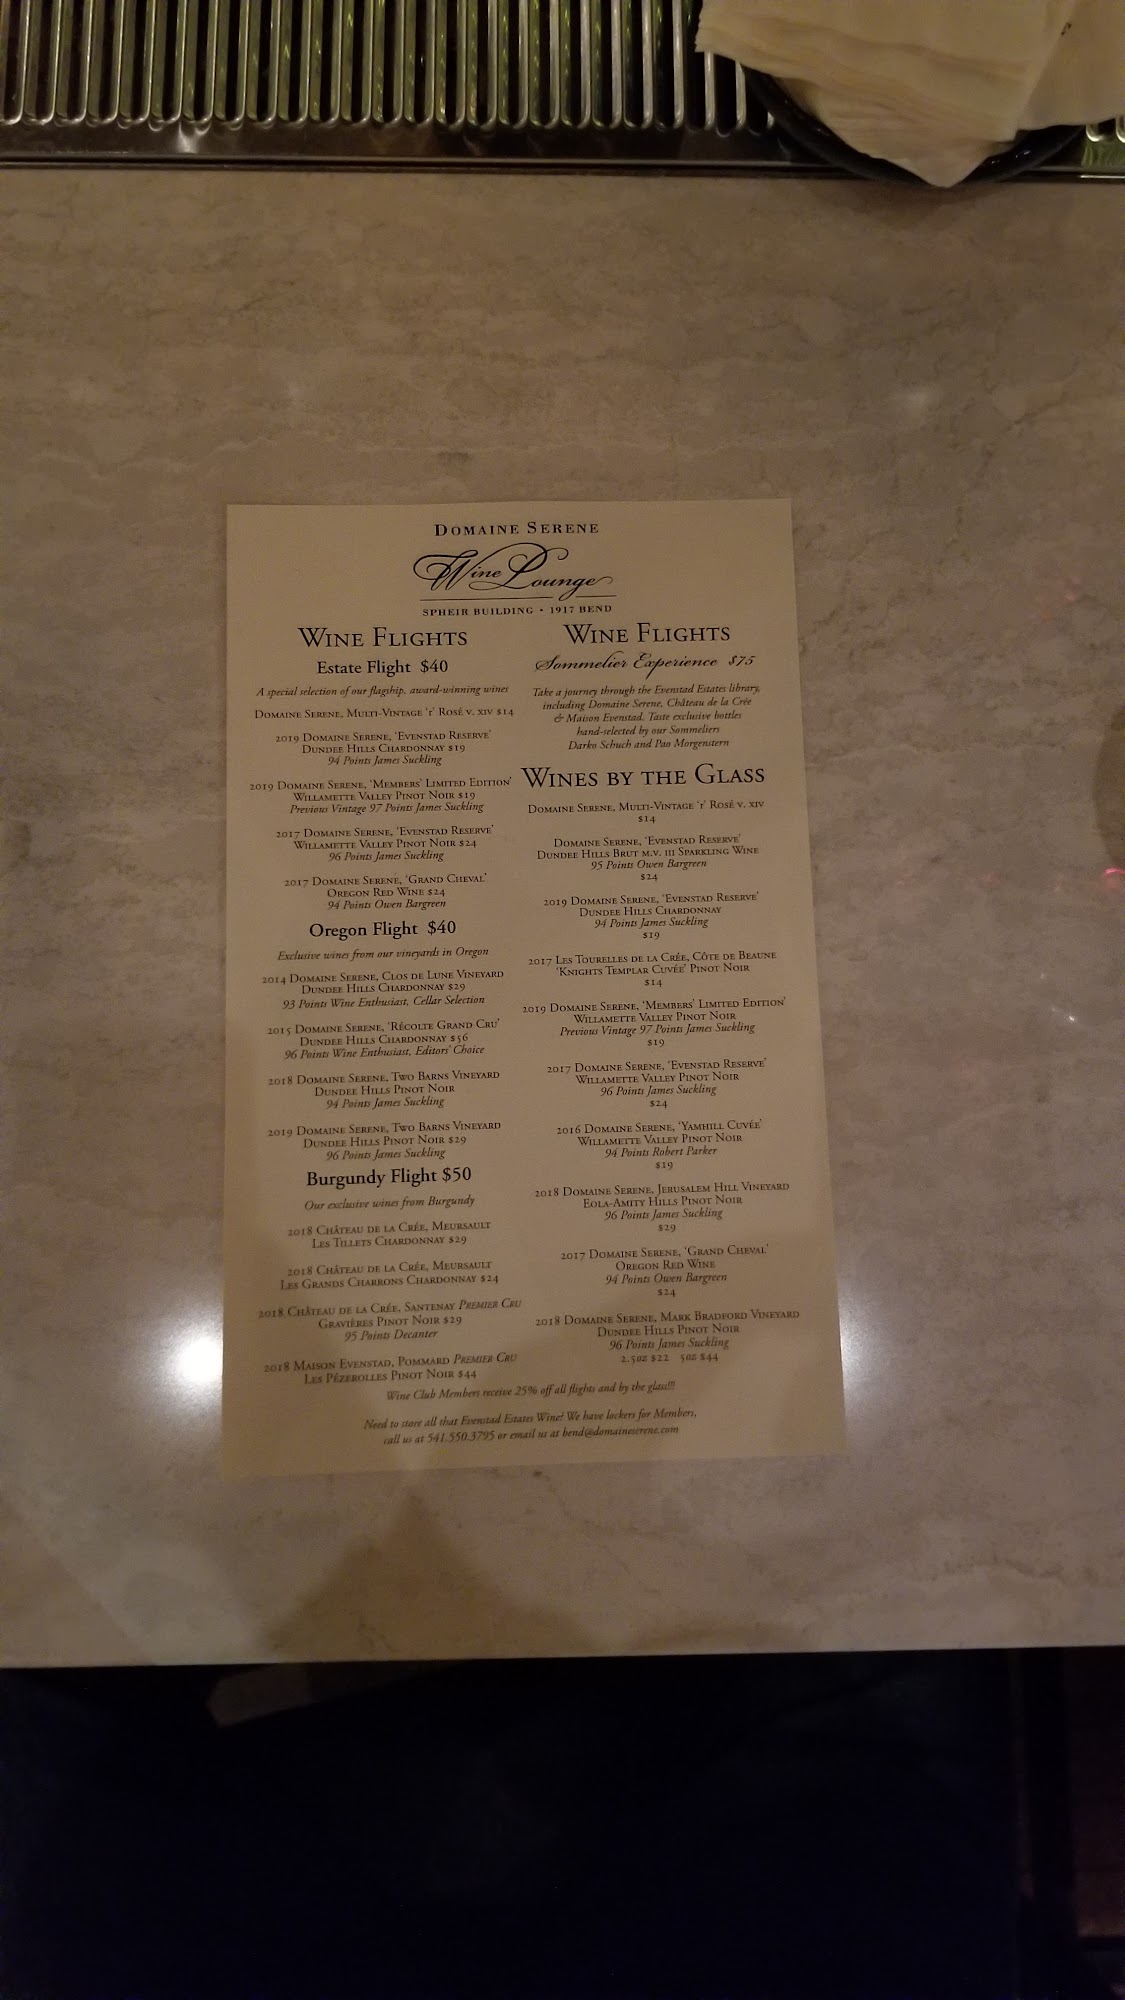 Domaine Serene
Wine Lounge
SPHEIR BUILDING • 1917 BEND
Wine Flights
Estate Flight $40
A special selection of our flagship, award-winning wines
Domaine Serene, Multi-Vintage 'r' Rosé v. xiv $14
2019 Domaine Serene, 'Evenstad Reserve'
Dundee Hills Chardonnay $19
94 Points James Suckling
2019 Domaine Serene, 'Members' Limited Edition'
Willamette Valley Pinot Noir $19
Previous Vintage 97 Points James Suckling
2017 Domaine Serene, 'Evenstad Reserve'
Willamette Valley Pinot Noir $24
96 Points James Suckling
2017 Domaine Serene, 'Grand Cheval'
Oregon Red Wine $24
94 Points Owen Bargreen
Oregon Flight $40
Exclusive wines from our vineyards in Oregon
2014 Domaine Serene, Clos de Lune Vineyard
Dundee Hills Chardonnay $29
93 Points Wine Enthusiast, Cellar Selection
2015 Domaine Serene, 'Récolte Grand Cru'
Dundee Hills Chardonnay $56
96 Points Wine Enthusiast, Editors' Choice
2018 Domaine Serene, Two Barns Vineyard
Dundee Hills Pinot Noir
94 Points James Suckling
2019 Domaine Serene, Two Barns Vineyard
Dundee Hills Pinot Noir $29
96 Points James Suckling
Burgundy Flight $50
Our exclusive wines from Burgundy
2018 Château de la Crée, Meursault
Les Tillets Chardonnay $29
2018 Château de la Crée, Meursault
Les Grands Charrons Chardonnay $24
2018 Château de la Crée, Santenay Premier Cru
Gravières Pinot Noir $29
95 Points Decanter
2018 Maison Evenstad, Pommard Premier Cru
Les Pézerolles Pinot Noir $44
Wine Flights
Sommelier Experience $75
Take a journey through the Evenstad Estates library,
including Domaine Serene, Château de la Crée
& Maison Evenstad. Taste exclusive bottles
hand-selected by our Sommeliers
Darko Schuch and Pao Morgenstern
Wines by the Glass
Domaine Serene, Multi-Vintage 'r' Rosé v. xiv
$14
Domaine Serene, 'Evenstad Reserve'
Dundee Hills Brut m.v. iii Sparkling Wine
95 Points Owen Bargreen
$24
2019 Domaine Serene, 'Evenstad Reserve'
Dundee Hills Chardonnay
94 Points James Suckling
$19
2017 Les Tourelles de la Crée, Côte de Beaune
'Knights Templar Cuvée' Pinot Noir
$14
2019 Domaine Serene, 'Members' Limited Edition'
Willamette Valley Pinot Noir
Previous Vintage 97 Points James Suckling
$19
2017 Domaine Serene, 'Evenstad Reserve'
Willamette Valley Pinot Noir
96 Points James Suckling
$24
2016 Domaine Serene, 'Yamhill Cuvée'
Willamette Valley Pinot Noir
94 Points Robert Parker
$19
2018 Domaine Serene, Jerusalem Hill Vineyard
Eola-Amity Hills Pinot Noir
96 Points James Suckling
$29
2017 Domaine Serene, 'Grand Cheval'
Oregon Red Wine
94 Points Owen Bargreen
$24
2018 Domaine Serene, Mark Bradford Vineyard
Dundee Hills Pinot Noir
96 Points James Suckling
2.5oz $22 5oz $44
Wine Club Members receive 25% off all flights and by the glass!!!
Need to store all that Evenstad Estates Wine? We have lockers for Members,
call us at 541.550.3795 or email us at bend@domaineserene.com